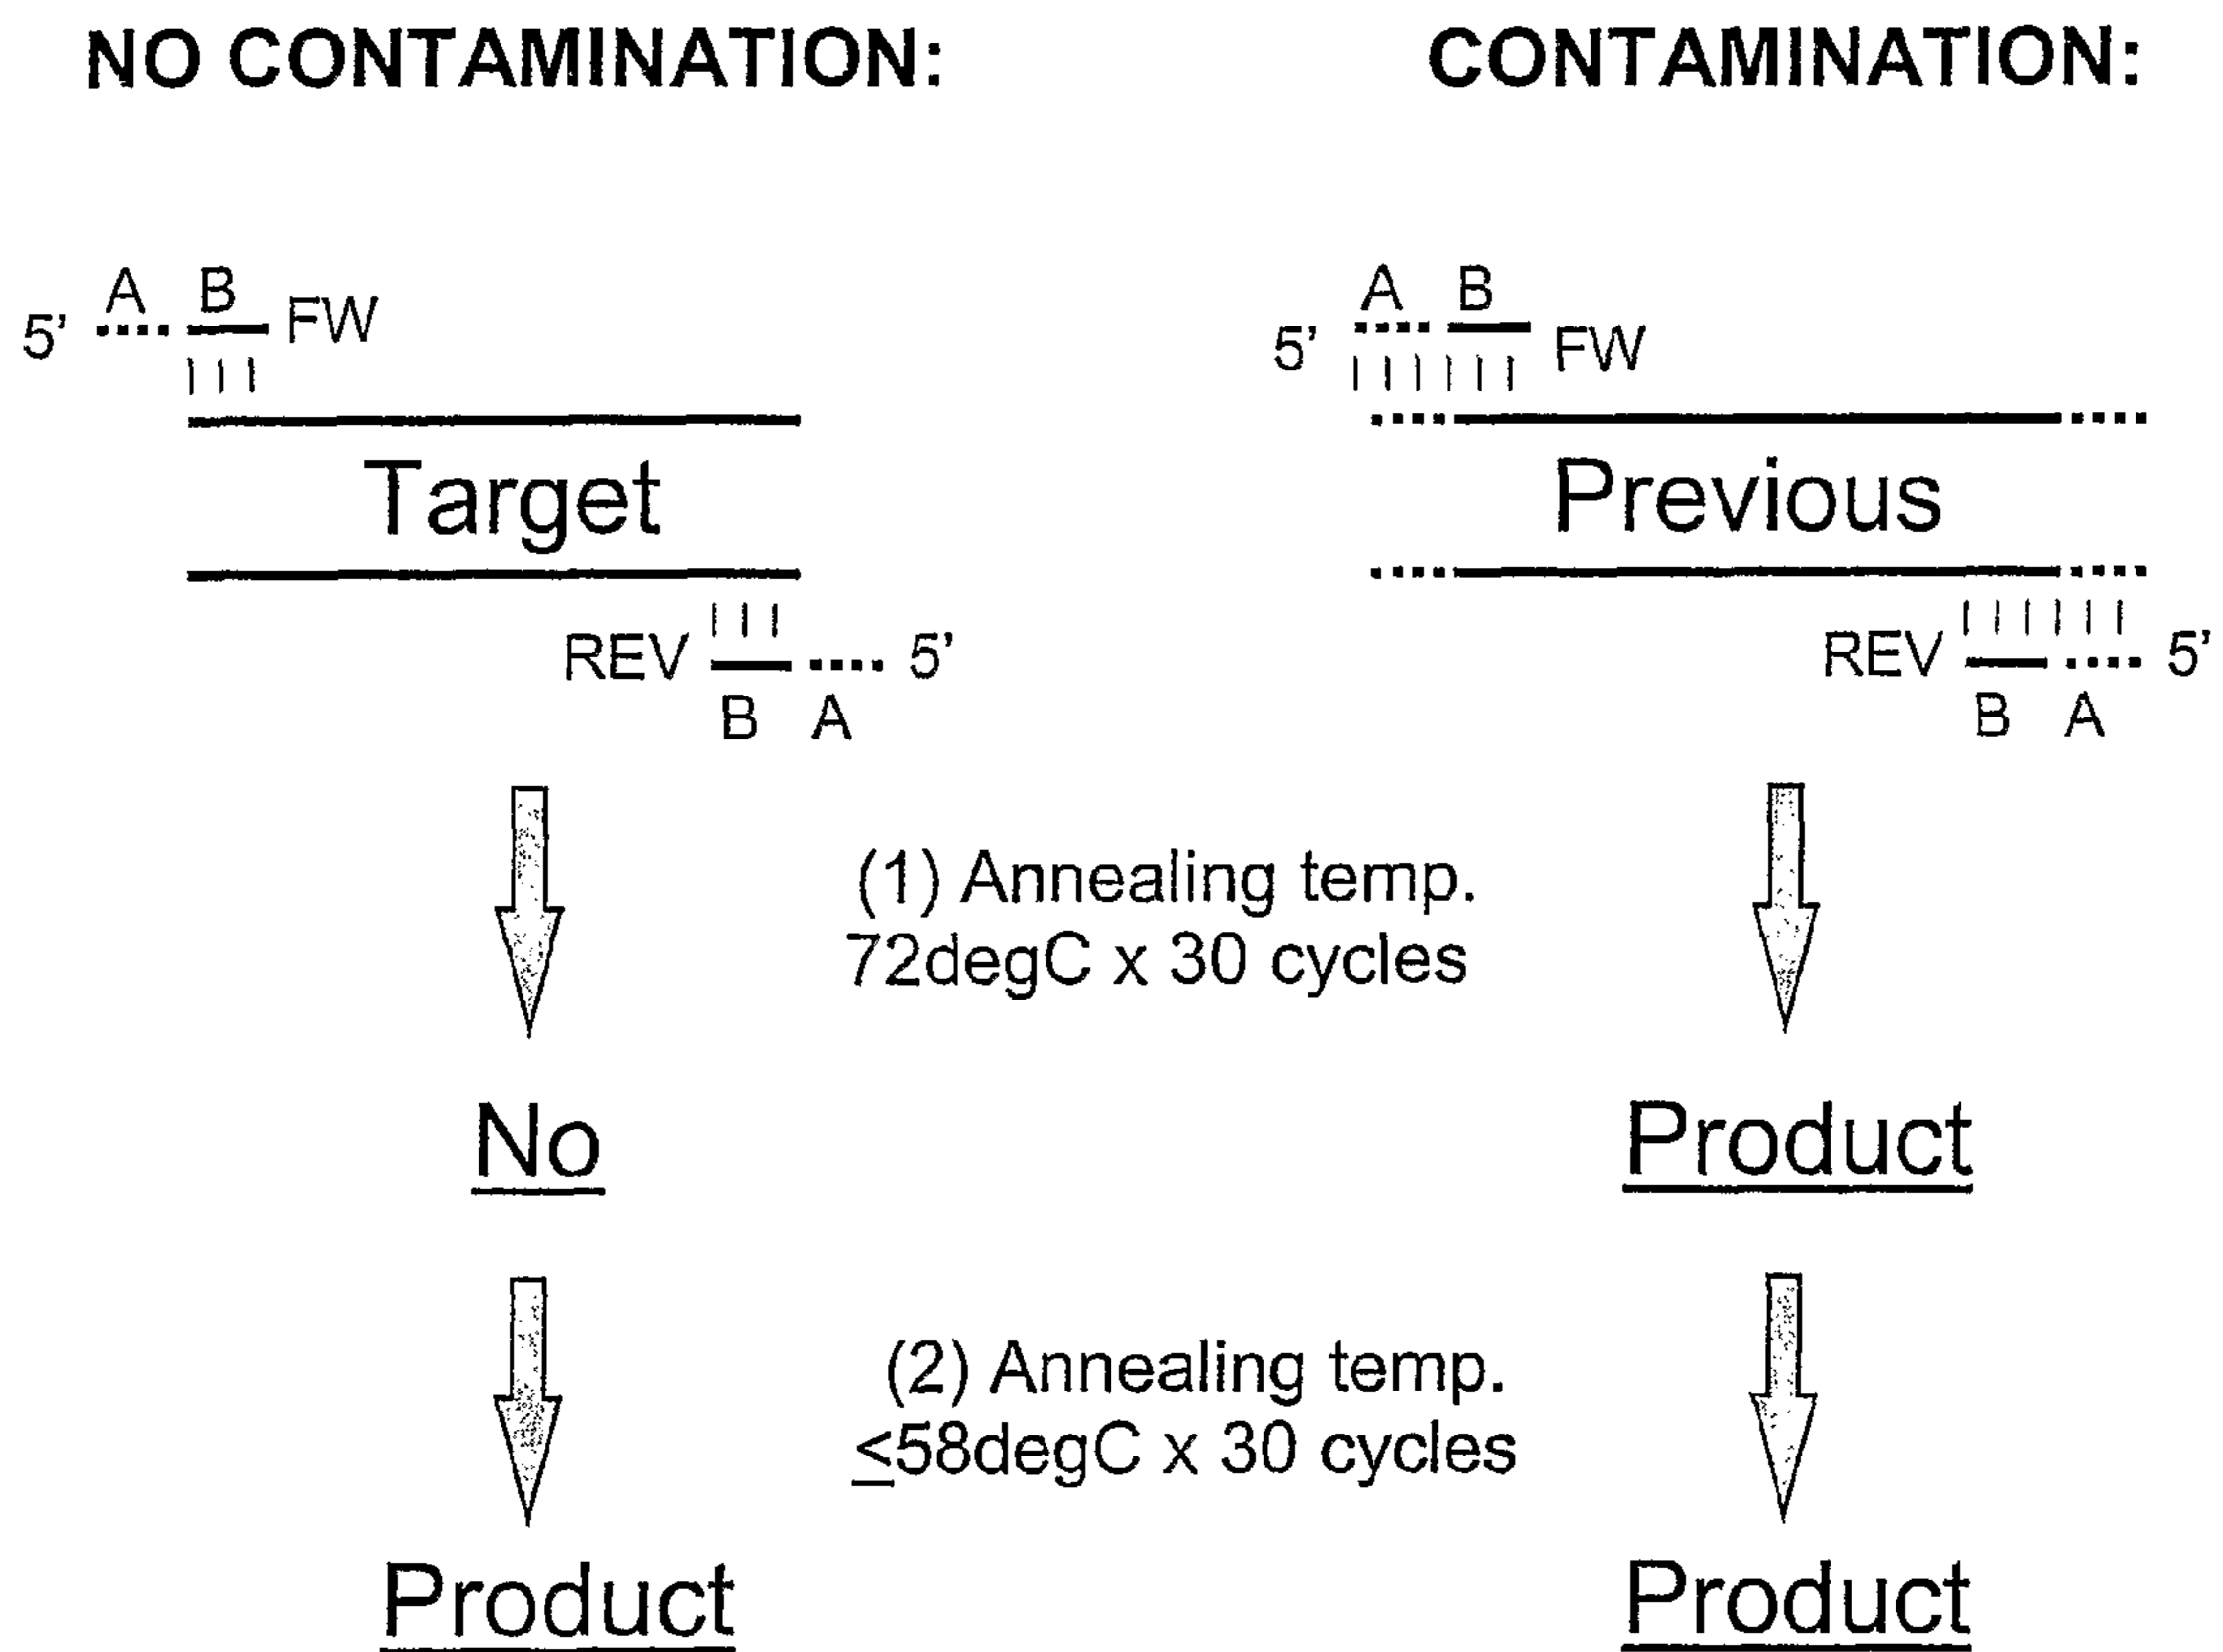 NO CONTAMINATION:
CONTAMINATION:
A B
5' FW
Target
REV 5'
B A
A B
5' FW
Previous
REV 5'
B A
(1) Annealing temp.
72degC x 30 cycles
No
Product
(2) Annealing temp.
≤58degC x 30 cycles
Product
Product